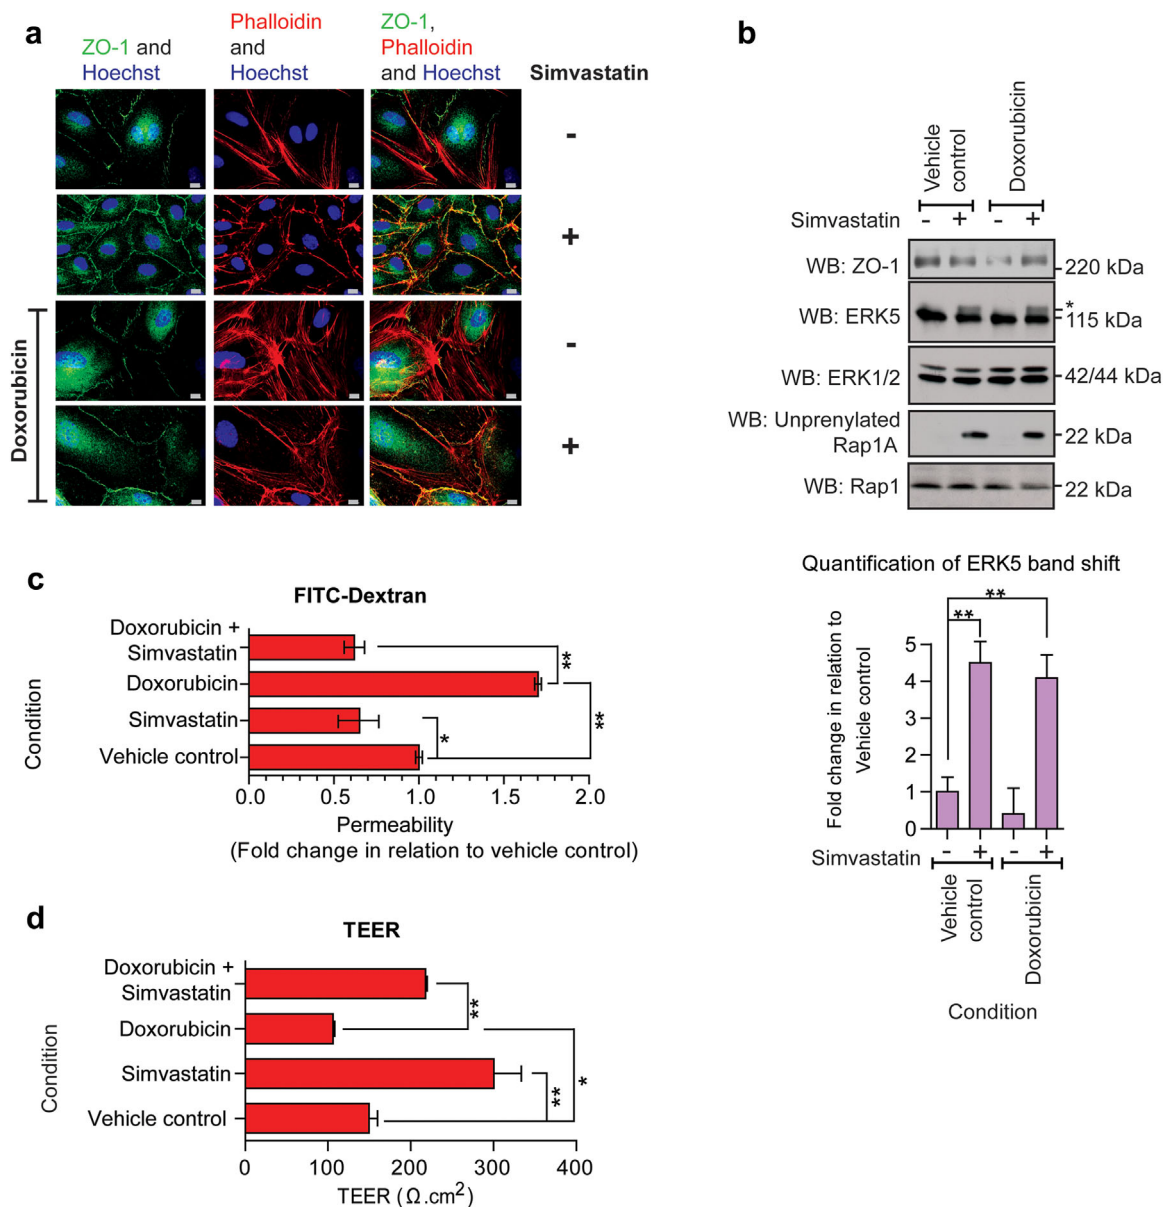 a
ZO-1 and
Hoechst
Phalloidin
and
Hoechst
ZO-1,
Phalloidin
and Hoechst
Simvastatin
-
+
Doxorubicin
-
+
b
Vehicle
control
Doxorubicin
Simvastatin - + - +
WB: ZO-1
220 kDa
WB: ERK5
*
115 kDa
WB: ERK1/2
42/44 kDa
WB: Unprenylated
Rap1A
22 kDa
WB: Rap1
22 kDa
Quantification of ERK5 band shift
Fold change in relation to
Vehicle control
5
4
3
2
1
0
**
**
Simvastatin - + - +
Vehicle
control
Doxorubicin
Condition
c
FITC-Dextran
Condition
Doxorubicin +
Simvastatin
Doxorubicin
Simvastatin
Vehicle control
**
**
*
0.0 0.5 1.0 1.5 2.0
Permeability
(Fold change in relation to vehicle control)
d
TEER
Condition
Doxorubicin +
Simvastatin
Doxorubicin
Simvastatin
Vehicle control
**
**
*
0 100 200 300 400
TEER (Ω.cm²)